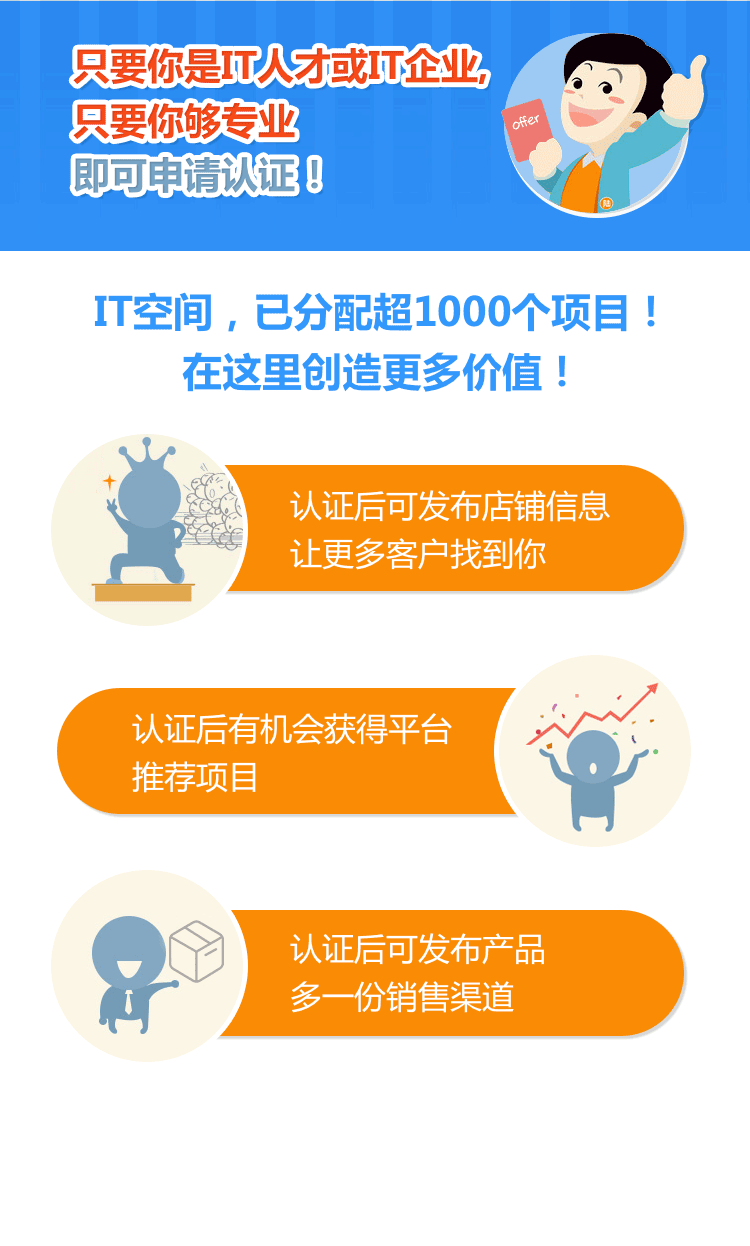 只要你是IT人才或IT企业,
只要你够专业
即可申请认证！
offer
陆
IT空间，已分配超1000个项目！
在这里创造更多价值！
认证后可发布店铺信息
让更多客户找到你
认证后有机会获得平台
推荐项目
认证后可发布产品
多一份销售渠道